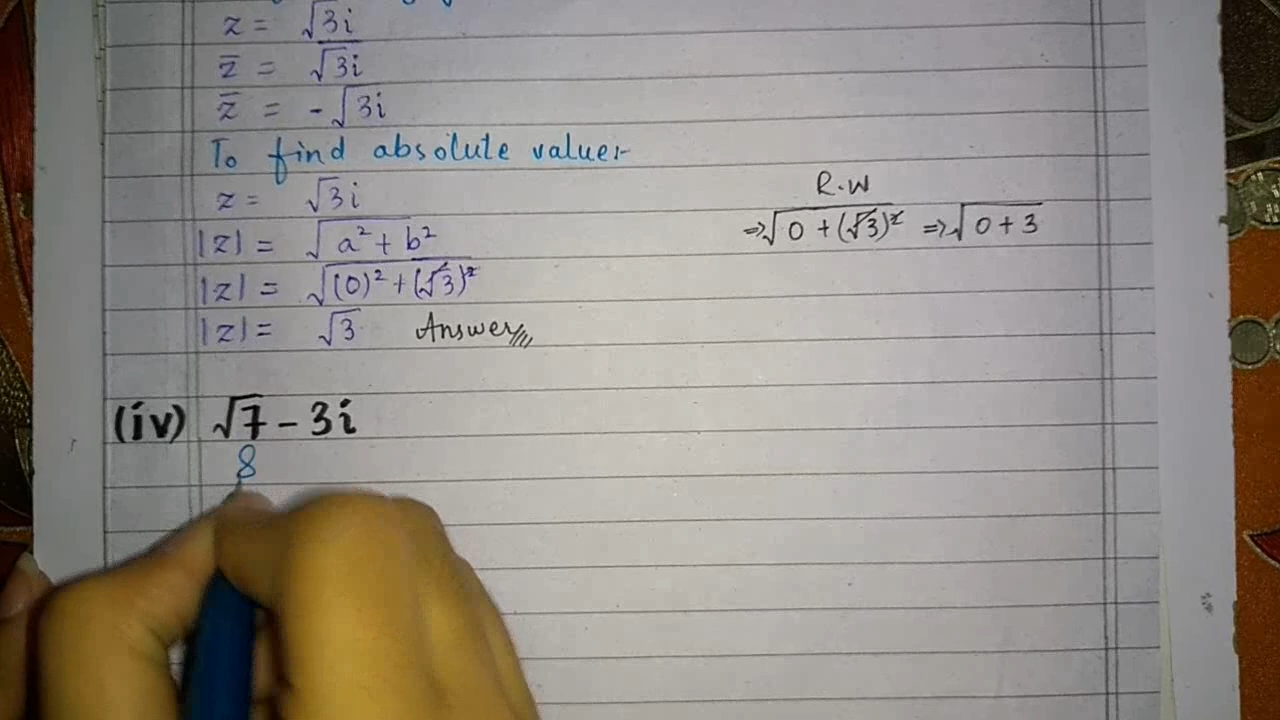 z = √3i
z̅ = √3i
z̅ = -√3i
To find absolute value:-
z = √3i
|z| = √a²+b²
|z| = √(0)²+(√3)²
|z| = √3 Answer
R.W
⇒√0+(√3)² ⇒√0+3
(iv) √7-3i
8